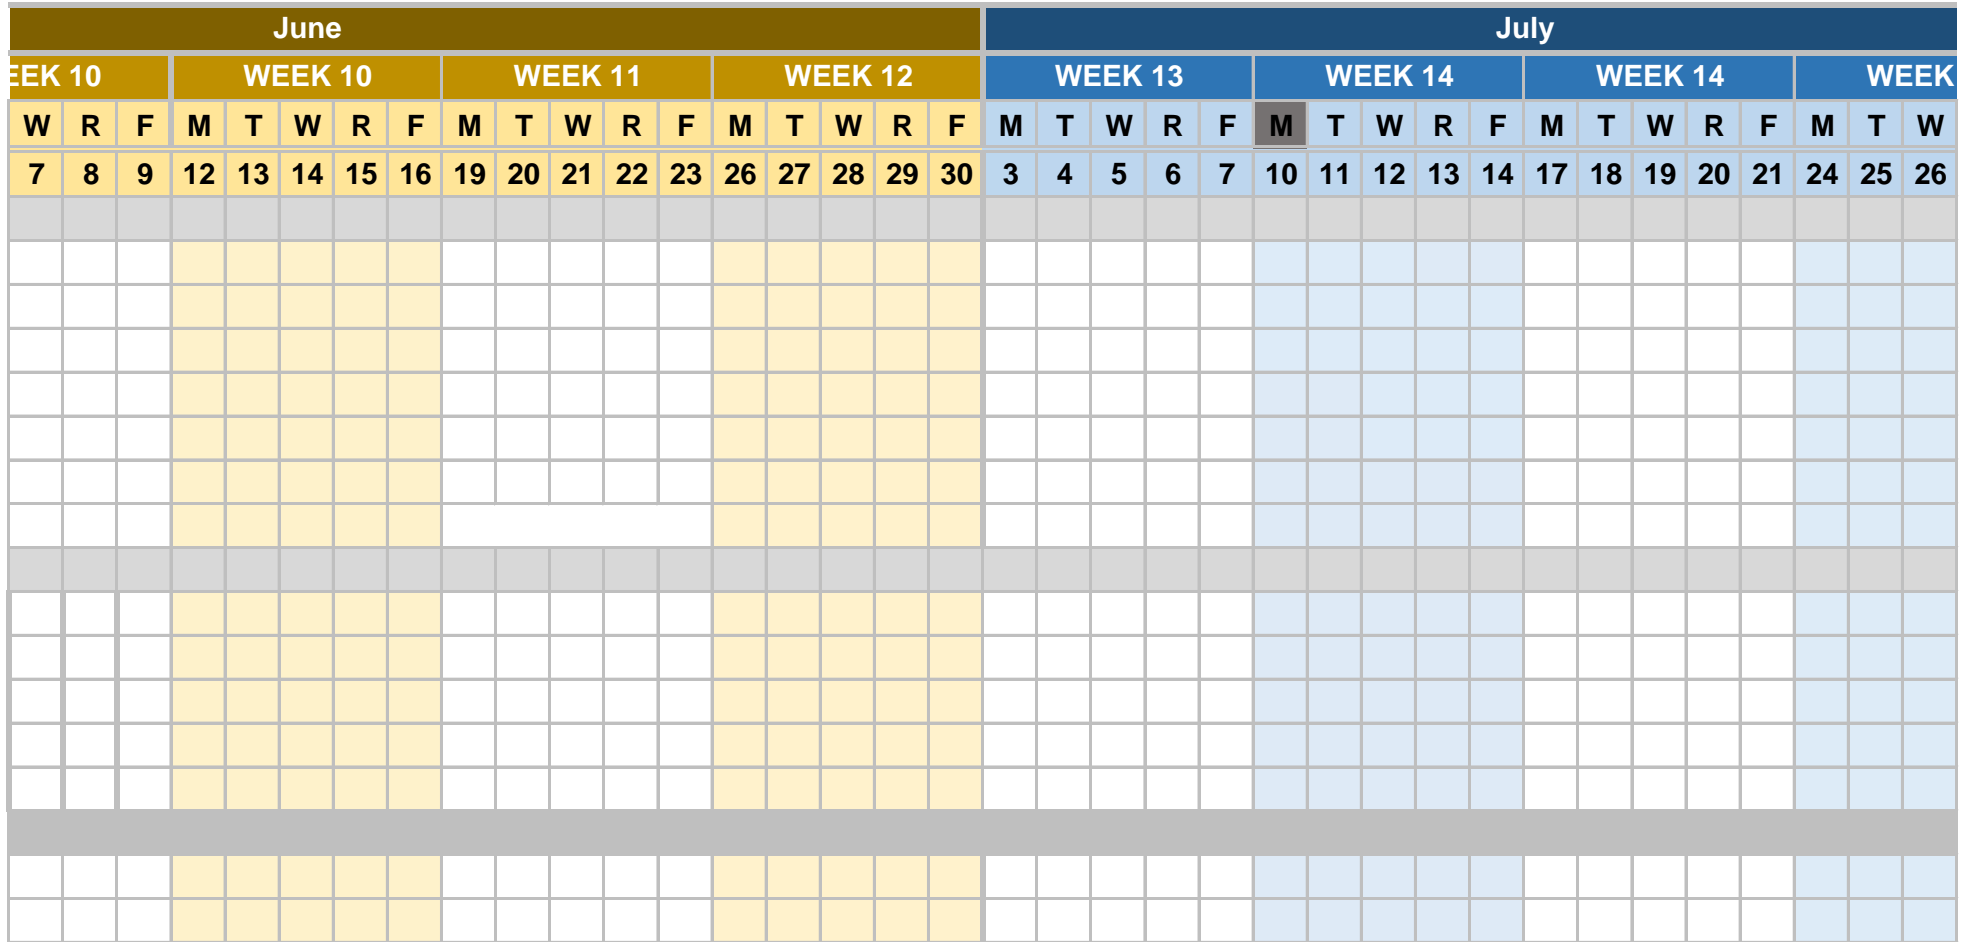 June July
EEK 10 WEEK 10 WEEK 11 WEEK 12 WEEK 13 WEEK 14 WEEK 14 WEEK
W R F M T W R F M T W R F M T W R F M T W R F M T W R F M T W R F M T W
7 8 9 12 13 14 15 16 19 20 21 22 23 26 27 28 29 30 3 4 5 6 7 10 11 12 13 14 17 18 19 20 21 24 25 26